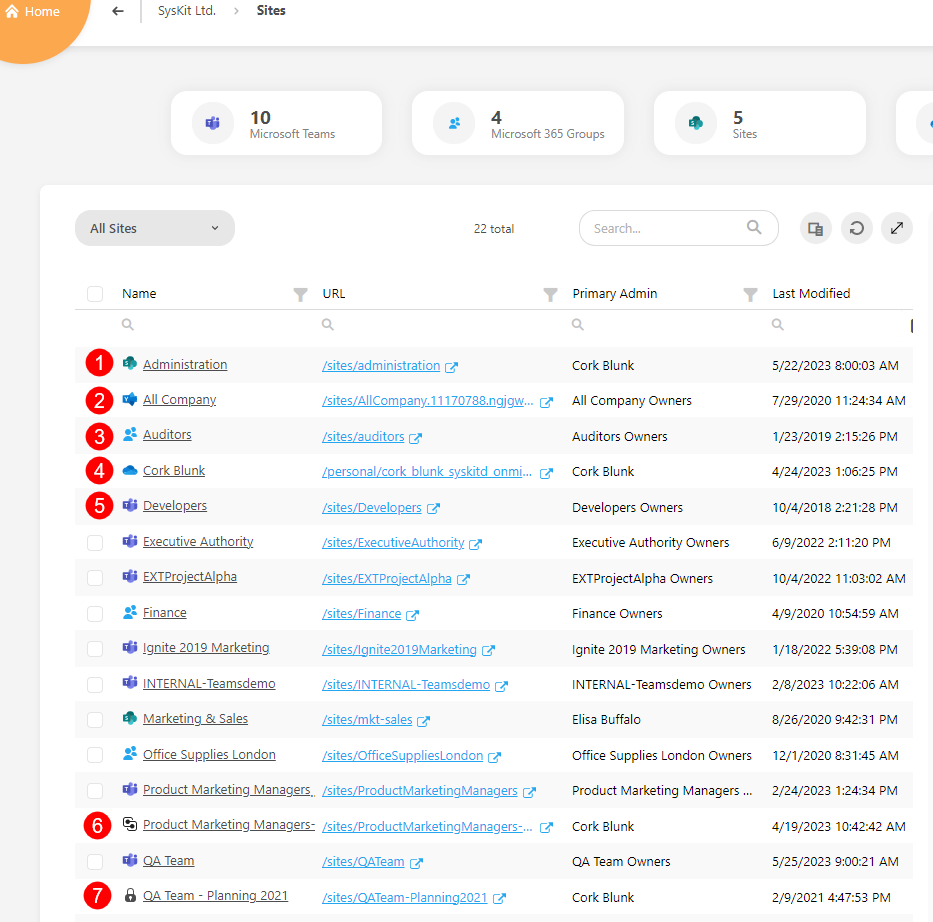 Home SysKit Ltd. > Sites
10
Microsoft Teams
4
Microsoft 365 Groups
5
Sites
All Sites 22 total Search...
Name URL Primary Admin Last Modified
1 Administration /sites/administration Cork Blunk 5/22/2023 8:00:03 AM
2 All Company /sites/AllCompany.11170788.ngjgw... All Company Owners 7/29/2020 11:24:34 AM
3 Auditors /sites/auditors Auditors Owners 1/23/2019 2:15:26 PM
4 Cork Blunk /personal/cork_blunk_syskitd_onmi... Cork Blunk 4/24/2023 1:06:25 PM
5 Developers /sites/Developers Developers Owners 10/4/2018 2:21:28 PM
Executive Authority /sites/ExecutiveAuthority Executive Authority Owners 6/9/2022 2:11:20 PM
EXTProjectAlpha /sites/EXTProjectAlpha EXTProjectAlpha Owners 10/4/2022 11:03:02 AM
Finance /sites/Finance Finance Owners 4/9/2020 10:54:59 AM
Ignite 2019 Marketing /sites/Ignite2019Marketing Ignite 2019 Marketing Owners 1/18/2022 5:39:08 PM
INTERNAL-Teamsdemo /sites/INTERNAL-Teamsdemo INTERNAL-Teamsdemo Owners 2/8/2023 10:22:06 AM
Marketing & Sales /sites/mkt-sales Elisa Buffalo 8/26/2020 9:42:31 PM
Office Supplies London /sites/OfficeSuppliesLondon Office Supplies London Owners 12/1/2020 8:31:45 AM
Product Marketing Managers /sites/ProductMarketingManagers Product Marketing Managers ... 2/24/2023 1:24:34 PM
6 Product Marketing Managers- /sites/ProductMarketingManagers-... Cork Blunk 4/19/2023 10:42:42 AM
QA Team /sites/QATeam QA Team Owners 5/25/2023 9:00:21 AM
7 QA Team - Planning 2021 /sites/QATeam-Planning2021 Cork Blunk 2/9/2021 4:47:53 PM